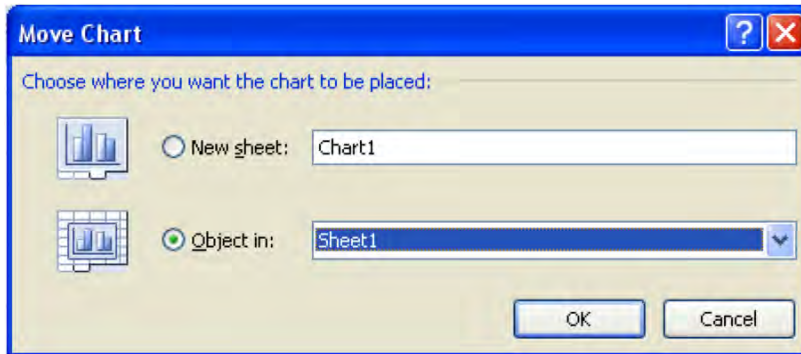 Move Chart
?
Choose where you want the chart to be placed:
New sheet: Chart1
Object in: Sheet1
OK Cancel